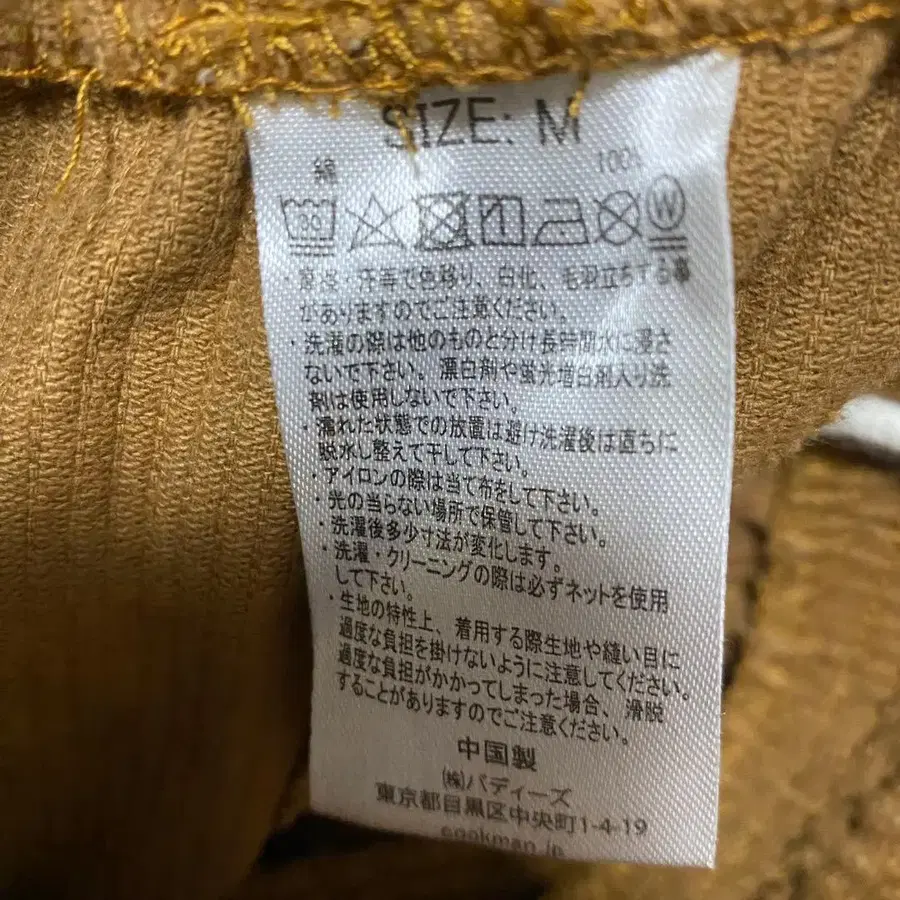 SIZE: M
綿 100%
30 W
・摩擦・汗等で色移り、白化、毛羽立ちする事
がありますのでご注意ください。
・洗濯の際は他のものと分け長時間水に浸さ
ないで下さい。漂白剤や蛍光増白剤入り洗
剤は使用しないで下さい。
・濡れた状態での放置は避け洗濯後は直ちに
脱水し整えて干して下さい。
・アイロンの際は当て布をして下さい。
・光の当らない場所で保管して下さい。
・洗濯後多少寸法が変化します。
・洗濯・クリーニングの際は必ずネットを使用
して下さい。
・生地の特性上、着用する際生地や縫い目に
過度な負担を掛けないように注意してください。
過度な負担がかかってしまった場合、滑脱
することがありますのでご注意ください。
中国製
㈱バディーズ
東京都目黒区中央町1-4-19
cookman.jp